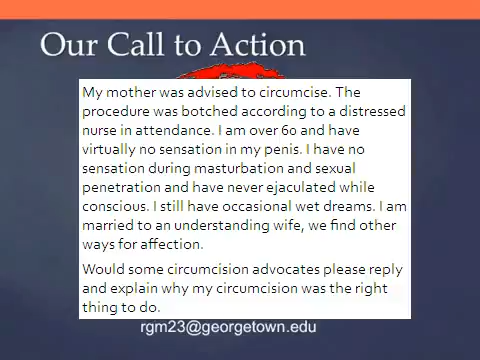 Our Call to Action
My mother was advised to circumcise. The
procedure was botched according to a distressed
nurse in attendance. I am over 60 and have
virtually no sensation in my penis. I have no
sensation during masturbation and sexual
penetration and have never ejaculated while
conscious. I still have occasional wet dreams. I am
married to an understanding wife, we find other
ways for affection.
Would some circumcision advocates please reply
and explain why my circumcision was the right
thing to do.
rgm23@georgetown.edu